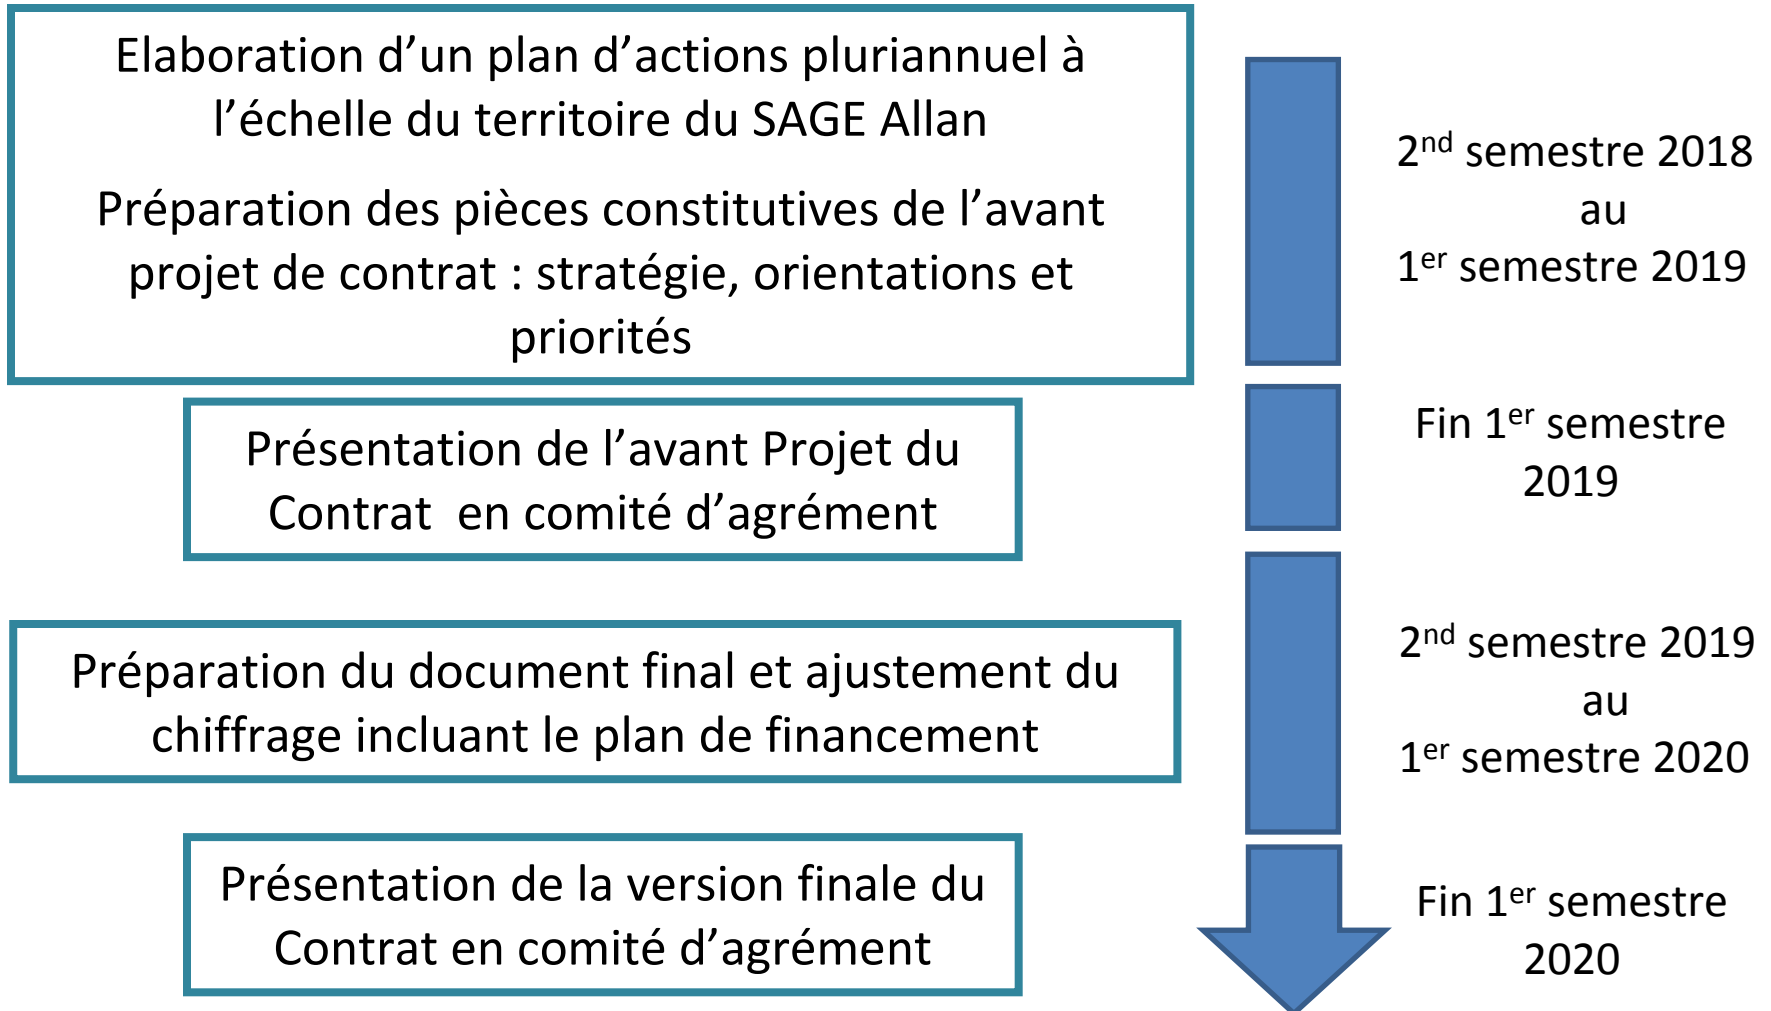 Elaboration d’un plan d’actions pluriannuel à
l’échelle du territoire du SAGE Allan
Préparation des pièces constitutives de l’avant
projet de contrat : stratégie, orientations et
priorités
2nd semestre 2018
au
1er semestre 2019
Présentation de l’avant Projet du
Contrat  en comité d’agrément
Fin 1er semestre
2019
Préparation du document final et ajustement du
chiffrage incluant le plan de financement
2nd semestre 2019
au
1er semestre 2020
Présentation de la version finale du
Contrat en comité d’agrément
Fin 1er semestre
2020